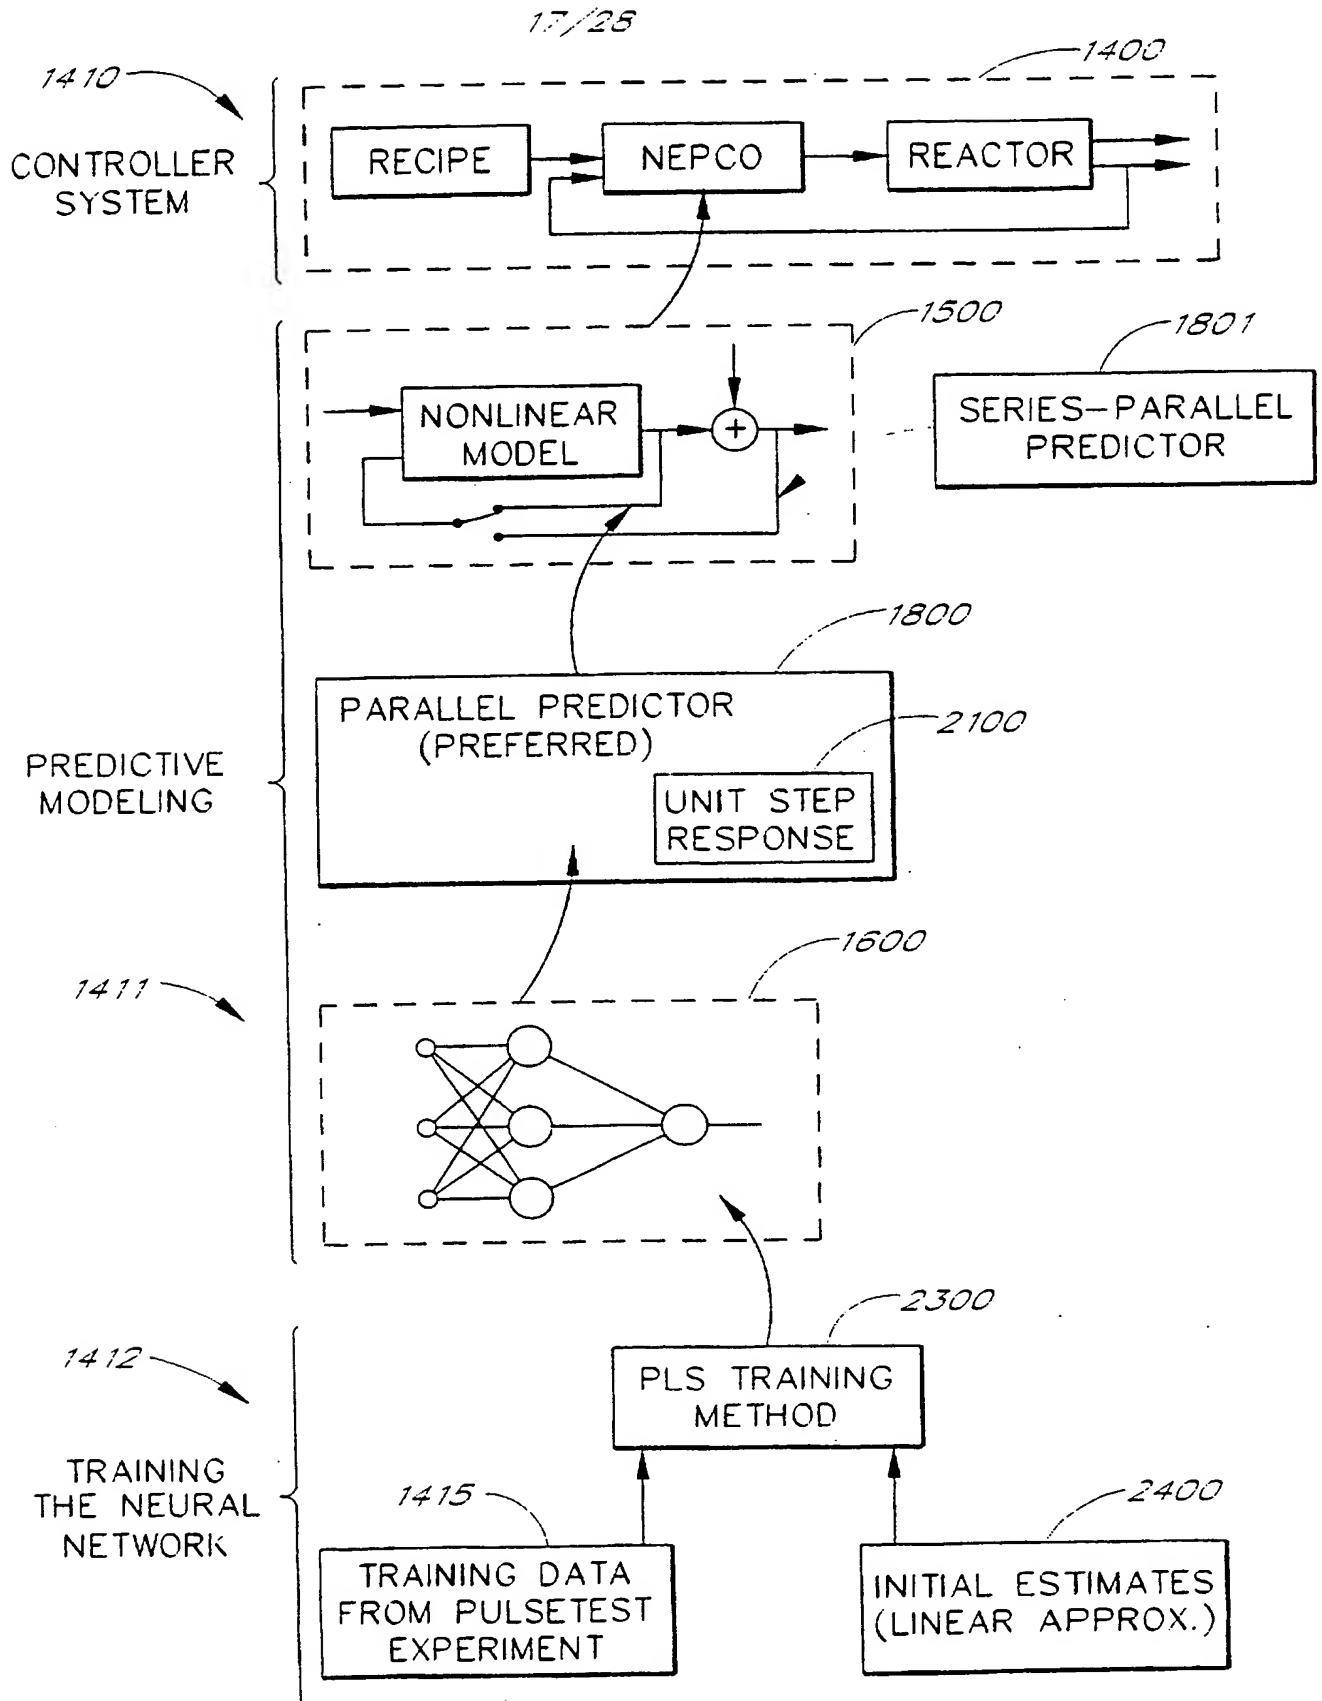 17/28
1410
1400
CONTROLLER
SYSTEM
RECIPE
NEPCO
REACTOR
1500
1801
NONLINEAR
MODEL
+
SERIES-PARALLEL
PREDICTOR
1800
PARALLEL PREDICTOR
(PREFERRED)
2100
UNIT STEP
RESPONSE
PREDICTIVE
MODELING
1600
1411
2300
1412
PLS TRAINING
METHOD
TRAINING
THE NEURAL
NETWORK
1415
2400
TRAINING DATA
FROM PULSETEST
EXPERIMENT
INITIAL ESTIMATES
(LINEAR APPROX.)